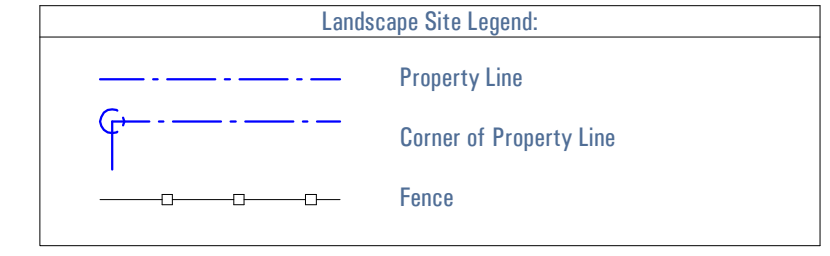 Landscape Site Legend:
Property Line
Corner of Property Line
Fence